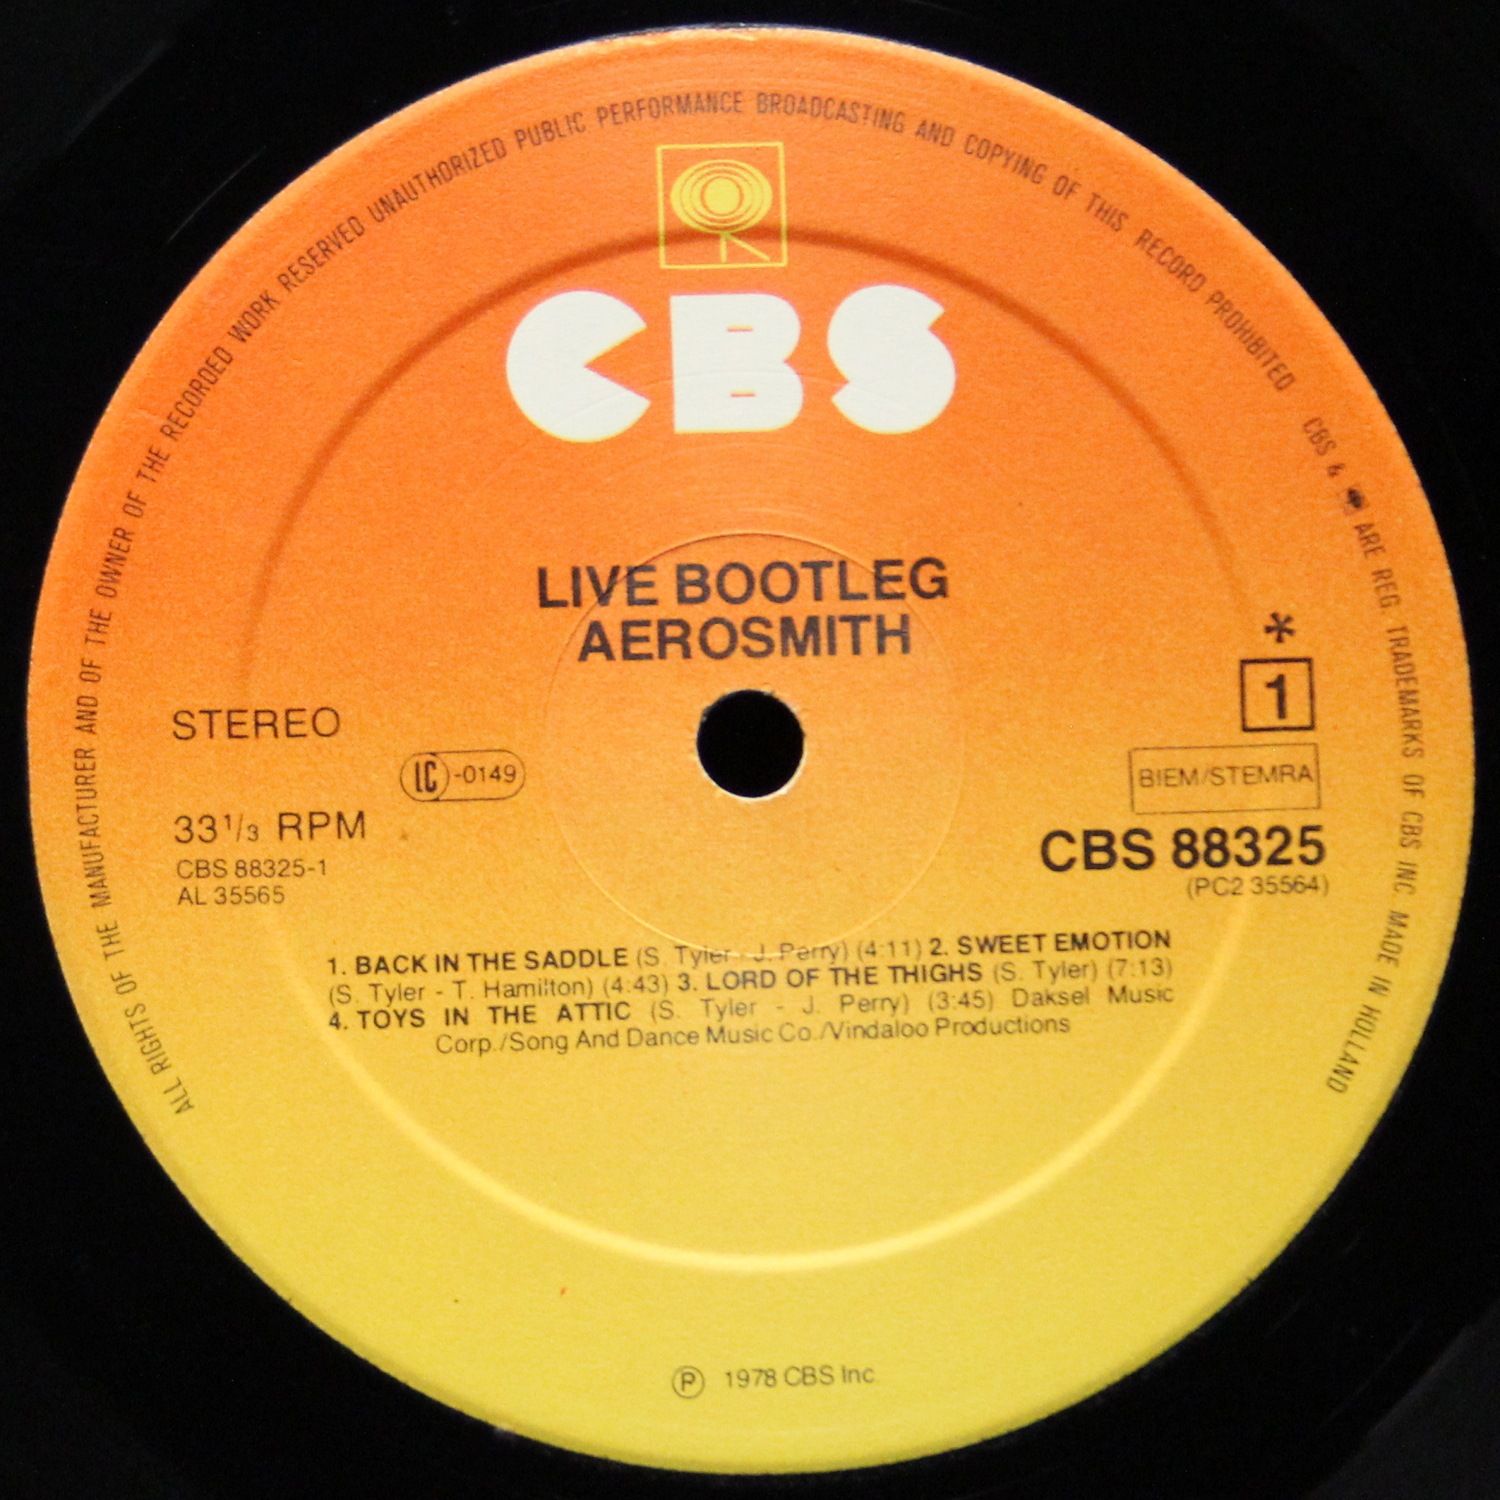 ALL RIGHTS OF THE MANUFACTURER AND OF THE OWNER OF THE RECORDED WORK RESERVED UNAUTHORIZED PUBLIC PERFORMANCE BROADCASTING AND COPYING OF THIS RECORD PROHIBITED CBS & ARE REG. TRADEMARKS OF CBS INC MADE IN HOLLAND
CBS
LIVE BOOTLEG
AEROSMITH
STEREO
LC-0149
33 1/3 RPM
CBS 88325-1
AL 35565
*
1
BIEM/STEMRA
CBS 88325
(PC2 35564)
1. BACK IN THE SADDLE (S. Tyler - J. Perry) (4:11) 2. SWEET EMOTION
(S. Tyler - T. Hamilton) (4:43) 3. LORD OF THE THIGHS (S. Tyler) (7:13)
4. TOYS IN THE ATTIC (S. Tyler - J. Perry) (3:45) Daksel Music
Corp./Song And Dance Music Co./Vindaloo Productions
℗ 1978 CBS Inc.